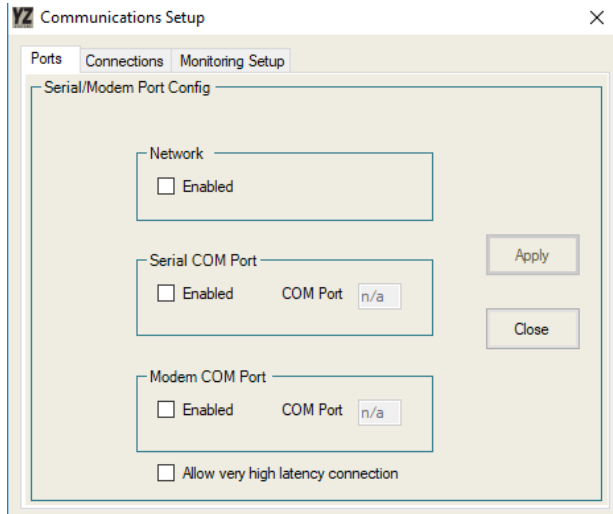 YZ Communications Setup
Ports Connections Monitoring Setup
Serial/Modem Port Config
Network
Enabled
Serial COM Port
Enabled COM Port n/a
Apply
Close
Modem COM Port
Enabled COM Port n/a
Allow very high latency connection